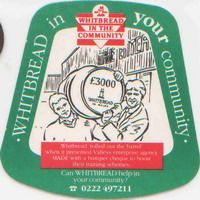 WHITBREAD
IN THE
COMMUNITY
· WHITBREAD in your community ·
£3000
WHITBREAD
Whitbread 'rolled out the barrel'
when it presented Valleys enterprise agency
MADE with a bumper cheque to boost
their training schemes.
Can WHITBREAD help in
your community?
☎ 0222 497211